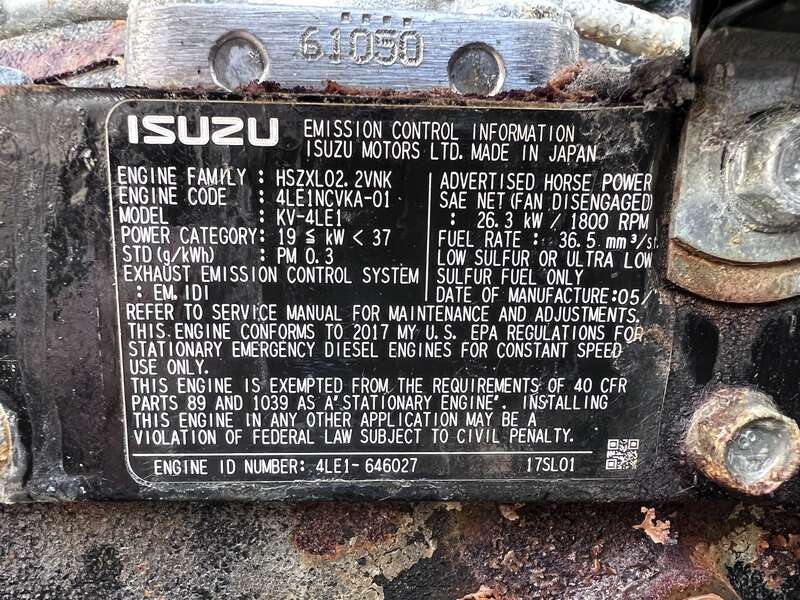 61050
ISUZU EMISSION CONTROL INFORMATION
ISUZU MOTORS LTD. MADE IN JAPAN
ENGINE FAMILY : HSZXL02.2VNK
ENGINE CODE : 4LE1NCVKA-01
MODEL : KV-4LE1
POWER CATEGORY: 19 ≦ kW < 37
STD (g/kWh) : PM 0.3
EXHAUST EMISSION CONTROL SYSTEM
: EM, IDI
ADVERTISED HORSE POWER
SAE NET (FAN DISENGAGED)
: 26.3 kW / 1800 RPM
FUEL RATE : 36.5 mm³/st
LOW SULFUR OR ULTRA LOW
SULFUR FUEL ONLY
DATE OF MANUFACTURE:05/
REFER TO SERVICE MANUAL FOR MAINTENANCE AND ADJUSTMENTS.
THIS ENGINE CONFORMS TO 2017 MY U.S. EPA REGULATIONS FOR
STATIONARY EMERGENCY DIESEL ENGINES FOR CONSTANT SPEED
USE ONLY.
THIS ENGINE IS EXEMPTED FROM THE REQUIREMENTS OF 40 CFR
PARTS 89 AND 1039 AS A "STATIONARY ENGINE". INSTALLING
THIS ENGINE IN ANY OTHER APPLICATION MAY BE A
VIOLATION OF FEDERAL LAW SUBJECT TO CIVIL PENALTY.
ENGINE ID NUMBER: 4LE1-646027 17SL01